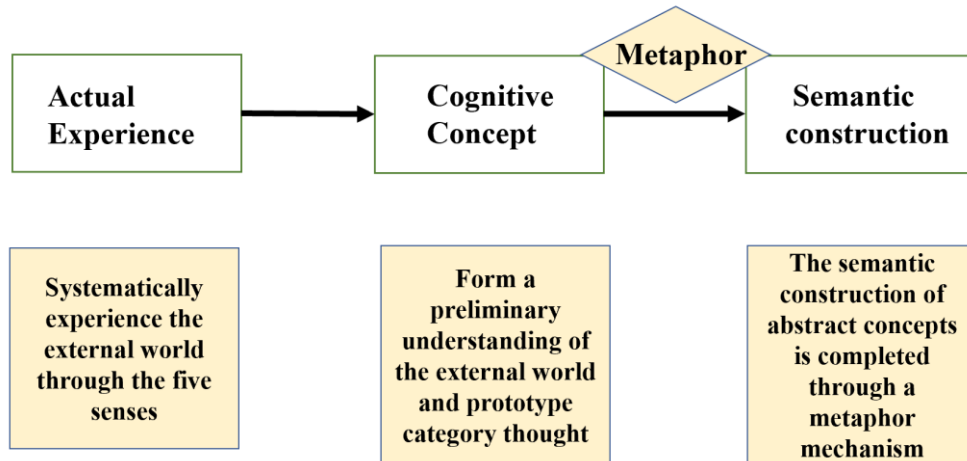 Metaphor
Actual
Experience
Cognitive
Concept
Semantic
construction
Systematically
experience the
external world
through the five
senses
Form a
preliminary
understanding of
the external world
and prototype
category thought
The semantic
construction of
abstract concepts
is completed
through a
metaphor
mechanism